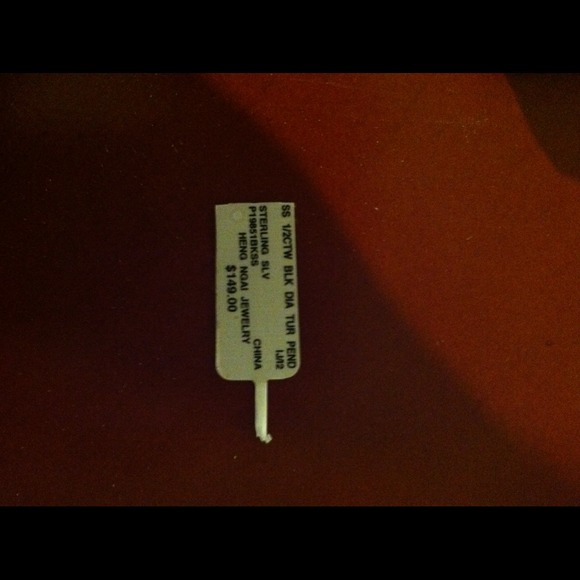 SS 1/2CTW BLK DIA TUR PEND
IJ/I2
STERLING SLV CHINA
P19851BKSS
HENG NGAI JEWELRY
$149.00